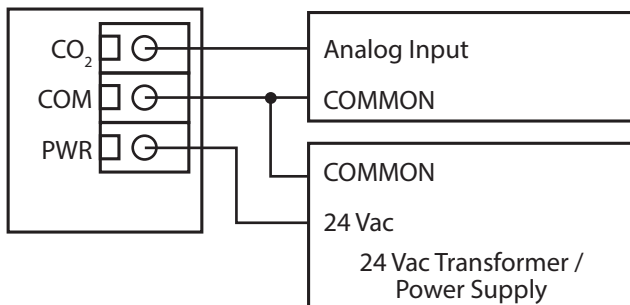 CO₂
COM
PWR
Analog Input
COMMON
COMMON
24 Vac
24 Vac Transformer /
Power Supply